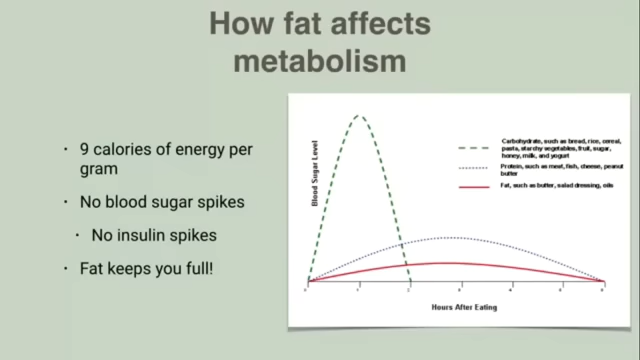 How fat affects
metabolism
· 9 calories of energy per
gram
· No blood sugar spikes
· No insulin spikes
· Fat keeps you full!
Blood Sugar Level
Carbohydrates, such as bread, rice, cereal,
pasta, starchy vegetables, fruit, sugar,
honey, milk, and yogurt
Protein, such as meat, fish, cheese, peanut
butter
Fat, such as butter, salad dressing, oils
Hours After Eating